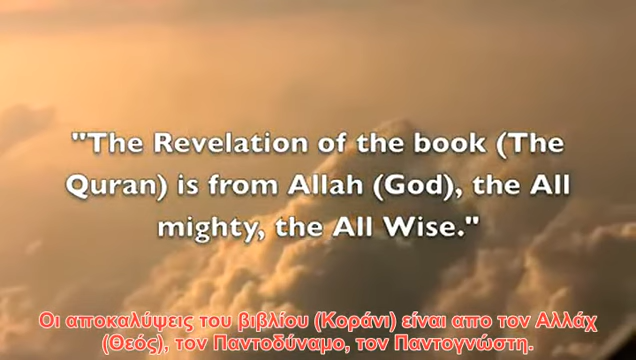 "The Revelation of the book (The
Quran) is from Allah (God), the All
mighty, the All Wise."
Οι αποκαλύψεις του βιβλίου (Κοράνι) είναι απο τον Αλλάχ
(Θεός), τον Παντοδύναμο, τον Παντογνώστη.